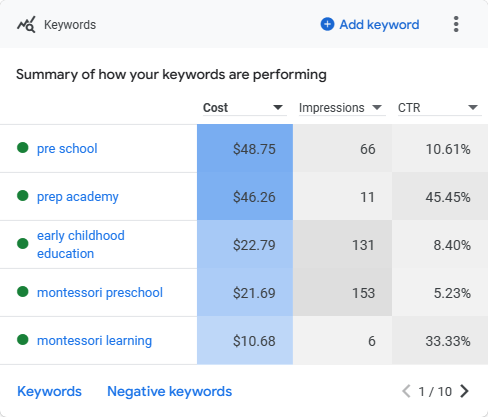 Keywords
Add keyword
Summary of how your keywords are performing
Cost Impressions CTR
pre school $48.75 66 10.61%
prep academy $46.26 11 45.45%
early childhood
education $22.79 131 8.40%
montessori preschool $21.69 153 5.23%
montessori learning $10.68 6 33.33%
Keywords Negative keywords 1 / 10